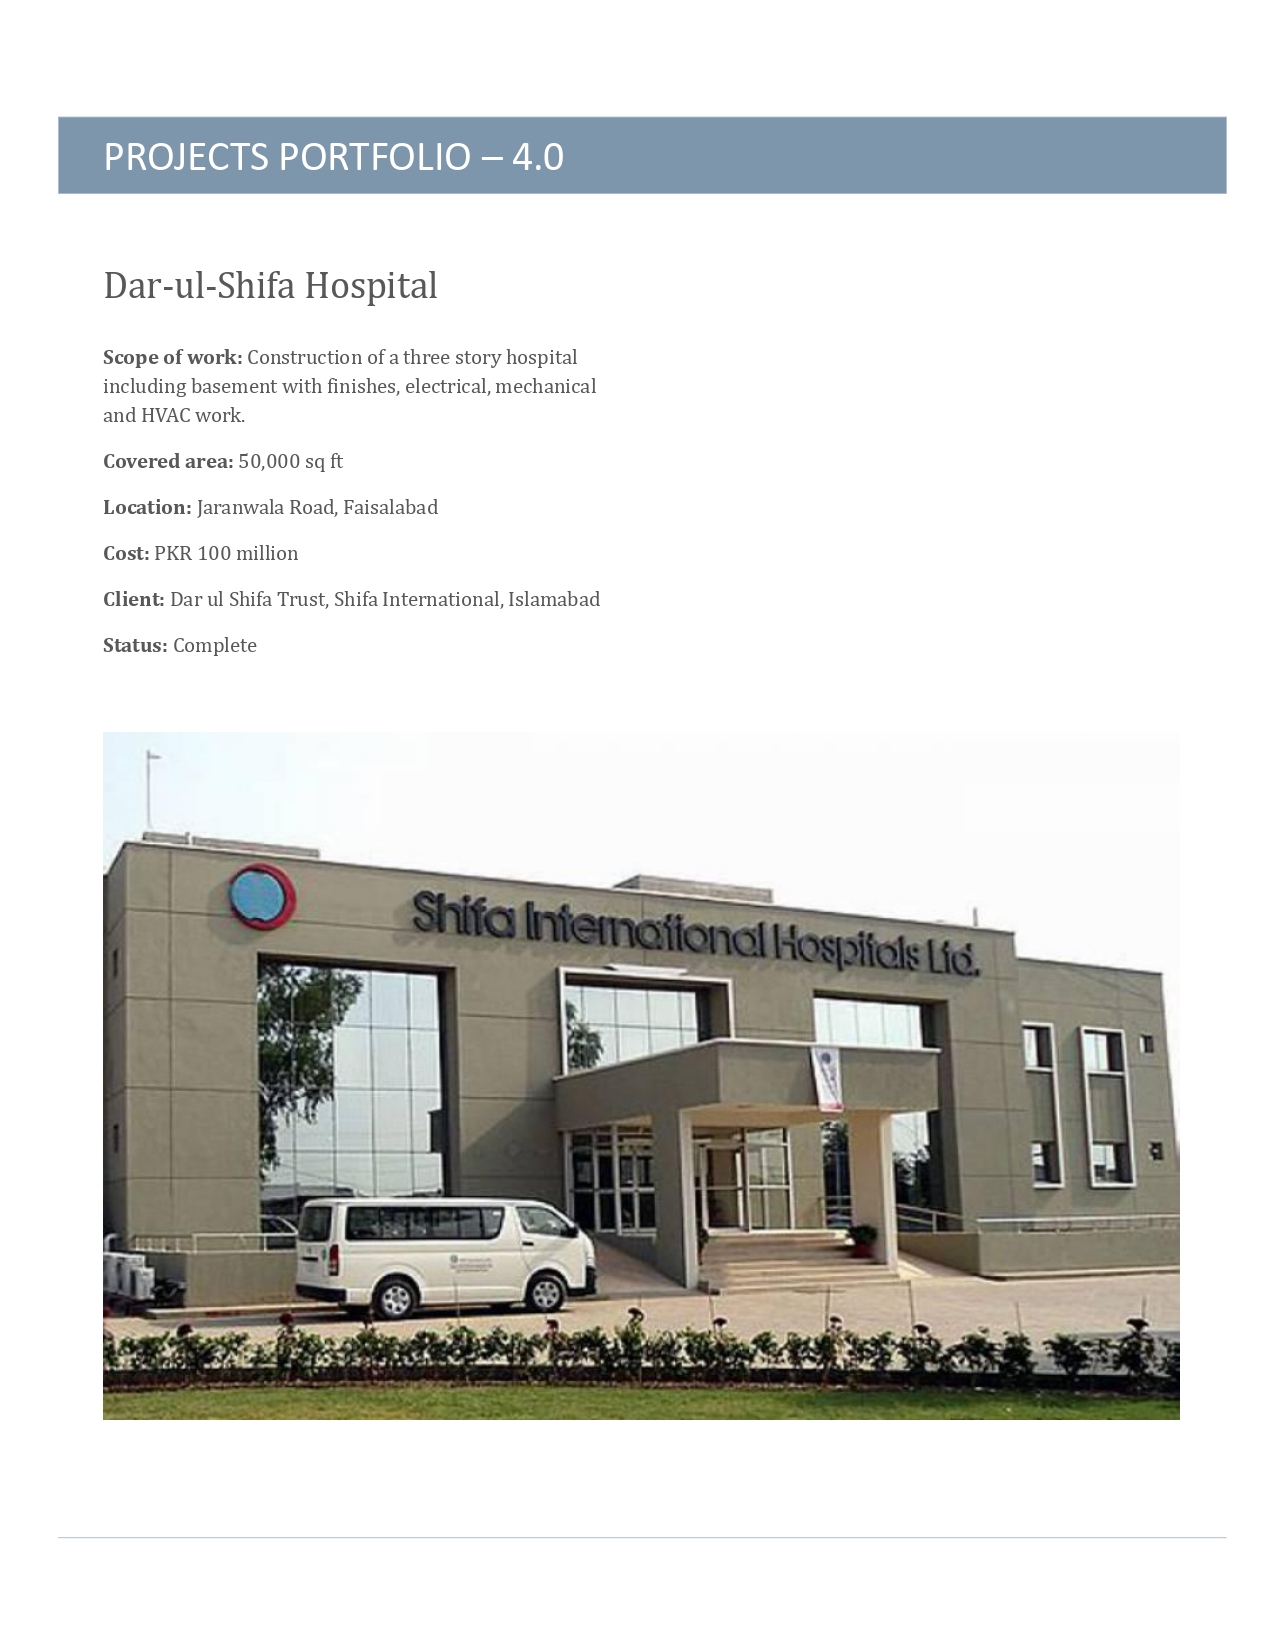 PROJECTS PORTFOLIO – 4.0
Dar-ul-Shifa Hospital
Scope of work: Construction of a three story hospital
including basement with finishes, electrical, mechanical
and HVAC work.
Covered area: 50,000 sq ft
Location: Jaranwala Road, Faisalabad
Cost: PKR 100 million
Client: Dar ul Shifa Trust, Shifa International, Islamabad
Status: Complete
Shifa International Hospitals Ltd.